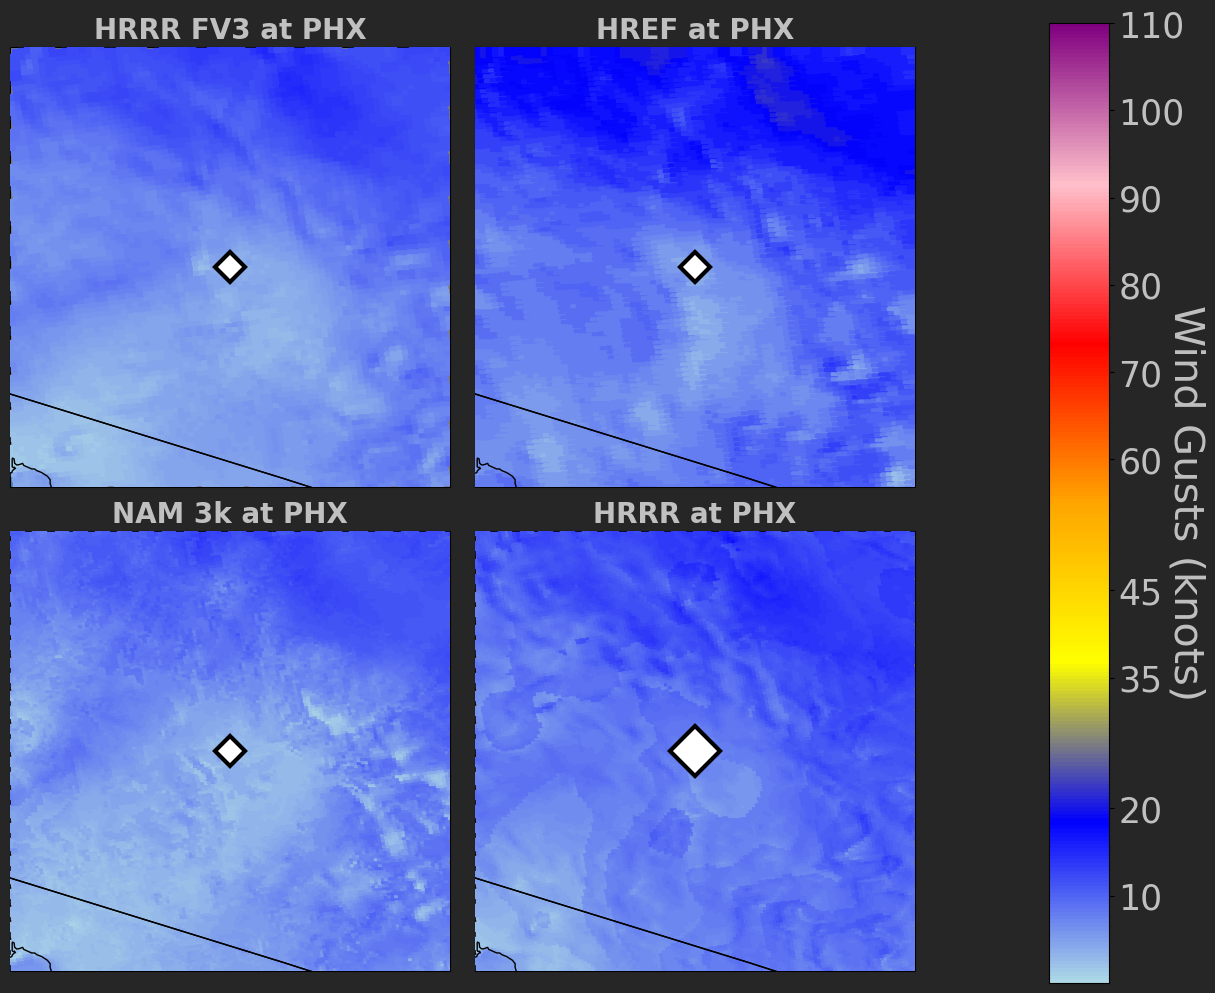 HRRR FV3 at PHX
HREF at PHX
NAM 3k at PHX
HRRR at PHX
110
100
90
80
70
60
45
35
20
10
Wind Gusts (knots)